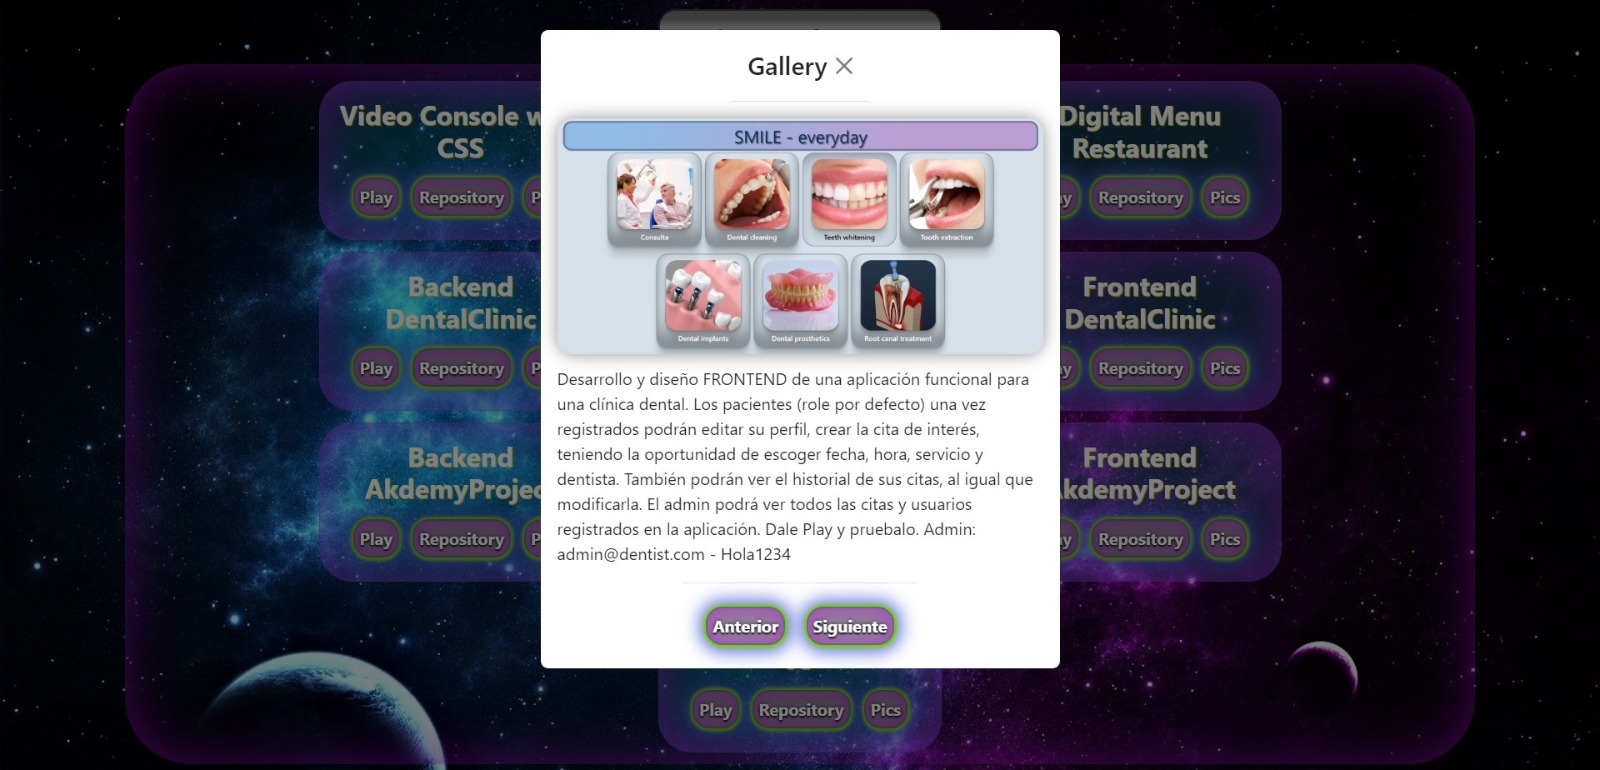 Gallery
SMILE - everyday
Consulta
Dental cleaning
Teeth whitening
Tooth extraction
Dental implants
Dental prosthetics
Root canal treatment
Desarrollo y diseño FRONTEND de una aplicación funcional para
una clínica dental. Los pacientes (role por defecto) una vez
registrados podrán editar su perfil, crear la cita de interés,
teniendo la oportunidad de escoger fecha, hora, servicio y
dentista. También podrán ver el historial de sus citas, al igual que
modificarla. El admin podrá ver todos las citas y usuarios
registrados en la aplicación. Dale Play y pruebalo. Admin:
admin@dentist.com - Hola1234
Anterior
Siguiente
Video Console
CSS
Play
Repository
Digital Menu
Restaurant
Repository
Pics
Backend
DentalClinic
Play
Repository
Frontend
DentalClinic
Repository
Pics
Backend
Play
Repository
Frontend
Repository
Pics
Play
Repository
Pics